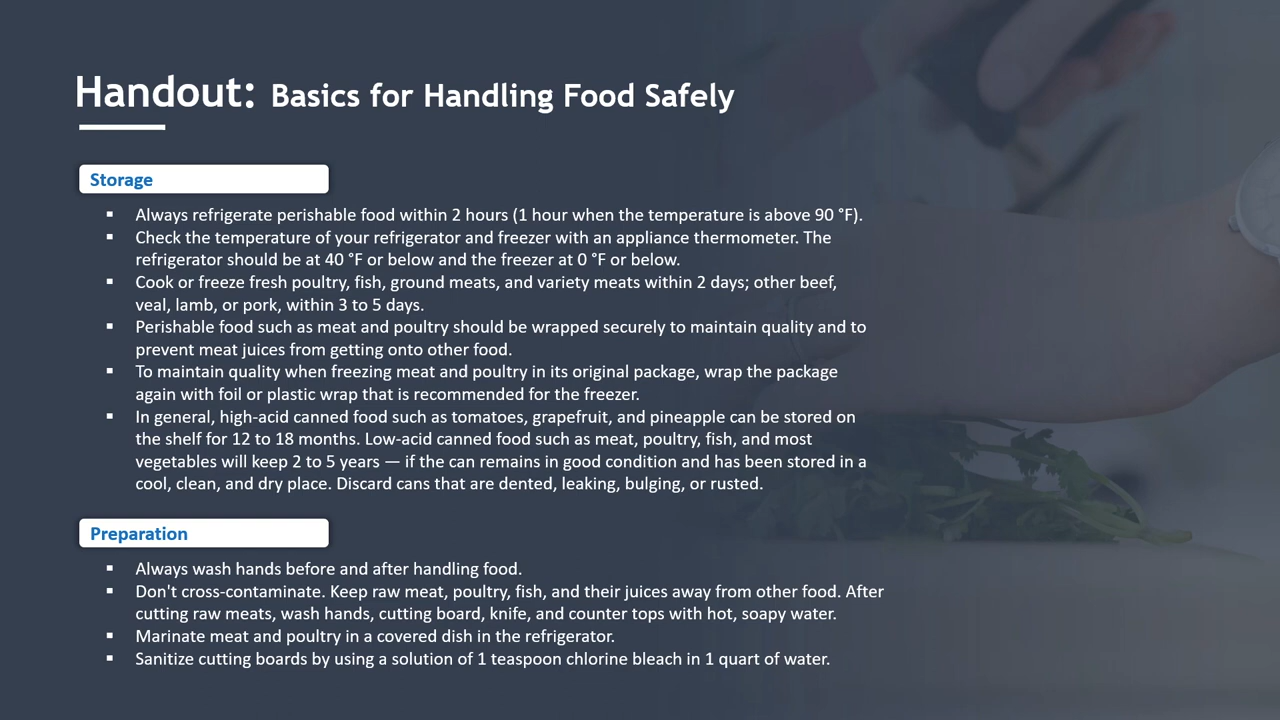 Handout: Basics for Handling Food Safely
Storage
▪ Always refrigerate perishable food within 2 hours (1 hour when the temperature is above 90 °F).
▪ Check the temperature of your refrigerator and freezer with an appliance thermometer. The
refrigerator should be at 40 °F or below and the freezer at 0 °F or below.
▪ Cook or freeze fresh poultry, fish, ground meats, and variety meats within 2 days; other beef,
veal, lamb, or pork, within 3 to 5 days.
▪ Perishable food such as meat and poultry should be wrapped securely to maintain quality and to
prevent meat juices from getting onto other food.
▪ To maintain quality when freezing meat and poultry in its original package, wrap the package
again with foil or plastic wrap that is recommended for the freezer.
▪ In general, high-acid canned food such as tomatoes, grapefruit, and pineapple can be stored on
the shelf for 12 to 18 months. Low-acid canned food such as meat, poultry, fish, and most
vegetables will keep 2 to 5 years — if the can remains in good condition and has been stored in a
cool, clean, and dry place. Discard cans that are dented, leaking, bulging, or rusted.
Preparation
▪ Always wash hands before and after handling food.
▪ Don't cross-contaminate. Keep raw meat, poultry, fish, and their juices away from other food. After
cutting raw meats, wash hands, cutting board, knife, and counter tops with hot, soapy water.
▪ Marinate meat and poultry in a covered dish in the refrigerator.
▪ Sanitize cutting boards by using a solution of 1 teaspoon chlorine bleach in 1 quart of water.